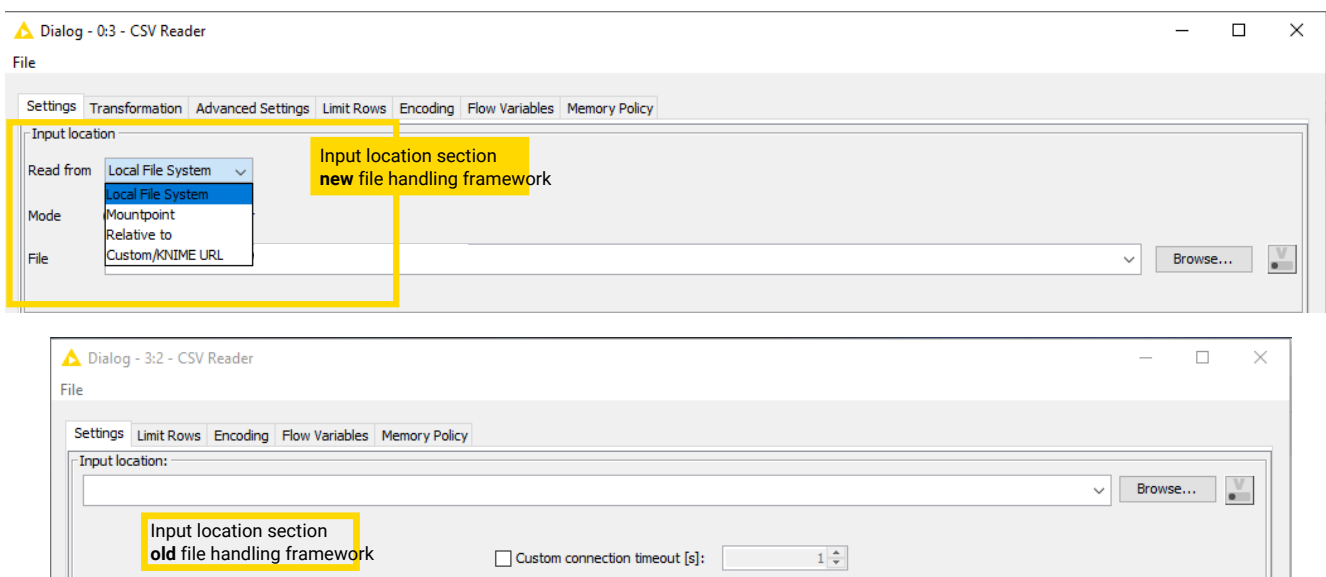 Dialog - 0:3 - CSV Reader
File
Settings Transformation Advanced Settings Limit Rows Encoding Flow Variables Memory Policy
Input location
Read from Local File System
Local File System
Mode
Mountpoint
Relative to
File
Custom/KNIME URL
Browse...
V
Input location section
new file handling framework
Dialog - 3:2 - CSV Reader
File
Settings Limit Rows Encoding Flow Variables Memory Policy
Input location:
Browse...
V
Input location section
old file handling framework
Custom connection timeout [s]: 1